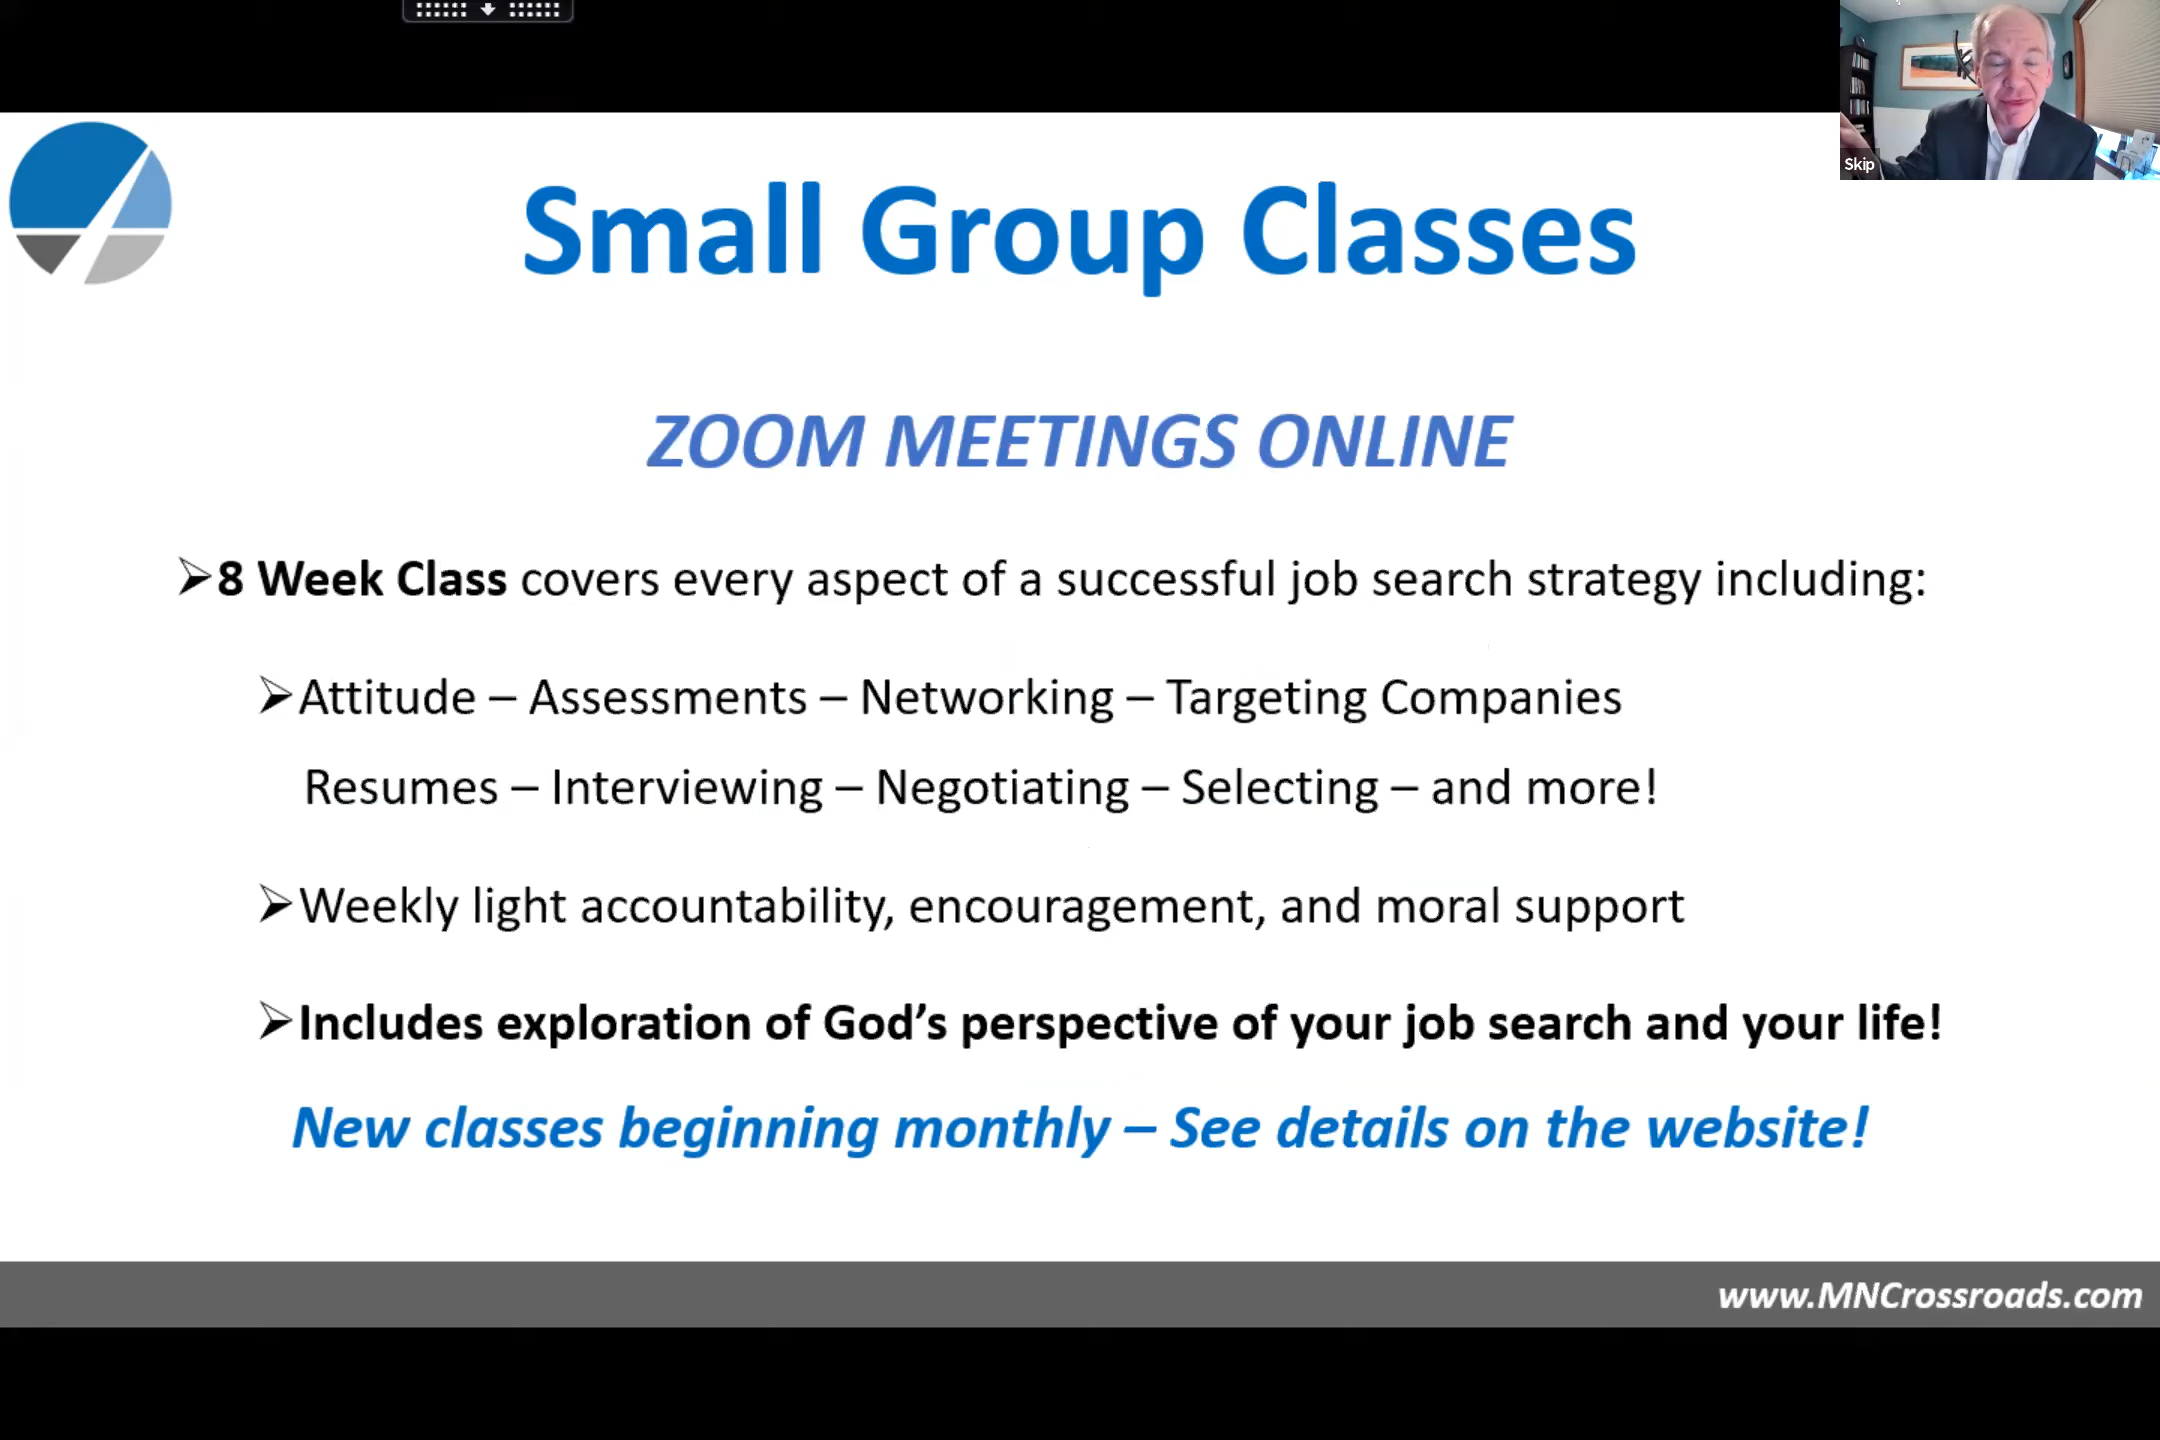 Skip
Small Group Classes
ZOOM MEETINGS ONLINE
➢8 Week Class covers every aspect of a successful job search strategy including:
➢Attitude – Assessments – Networking – Targeting Companies
Resumes – Interviewing – Negotiating – Selecting – and more!
➢Weekly light accountability, encouragement, and moral support
➢Includes exploration of God’s perspective of your job search and your life!
New classes beginning monthly – See details on the website!
www.MNCrossroads.com